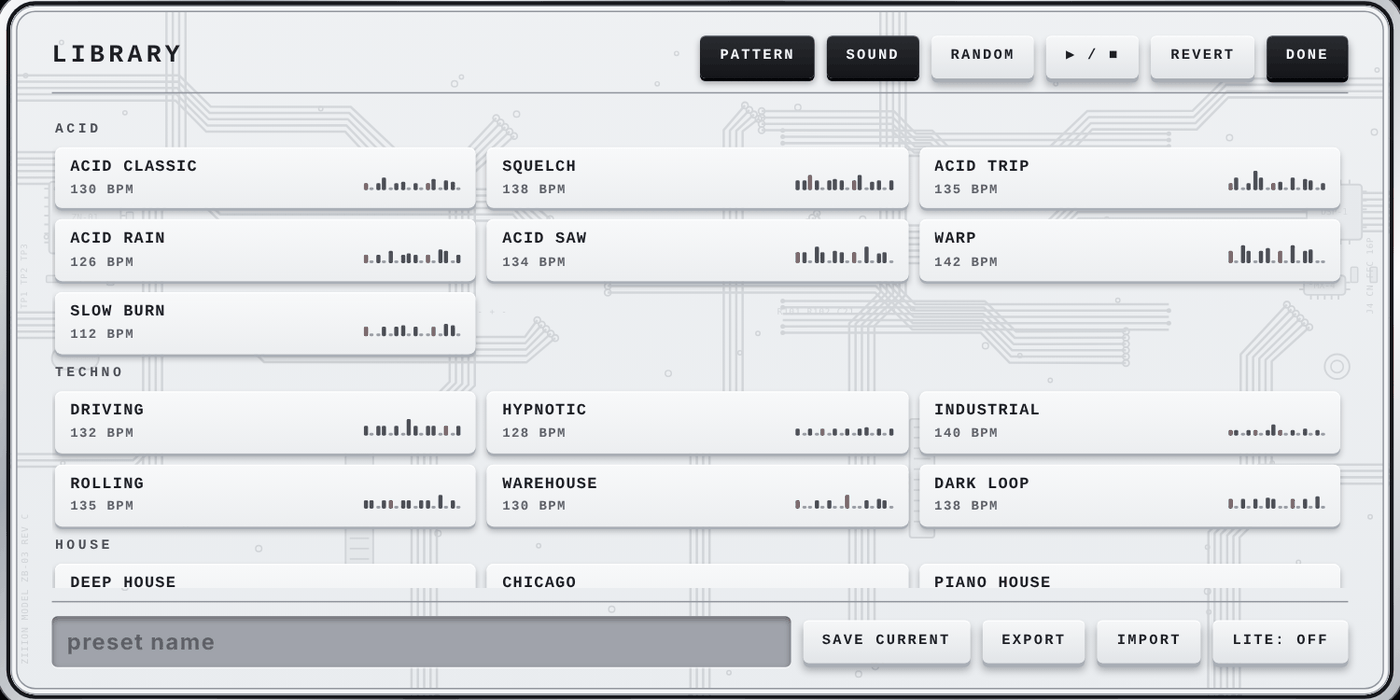 LIBRARY
PATTERN
SOUND
RANDOM
▶ / ■
REVERT
DONE
ACID
ACID CLASSIC
130 BPM
SQUELCH
138 BPM
ACID TRIP
135 BPM
ACID RAIN
126 BPM
ACID SAW
134 BPM
WARP
142 BPM
SLOW BURN
112 BPM
TECHNO
DRIVING
132 BPM
HYPNOTIC
128 BPM
INDUSTRIAL
140 BPM
ROLLING
135 BPM
WAREHOUSE
130 BPM
DARK LOOP
138 BPM
HOUSE
DEEP HOUSE
CHICAGO
PIANO HOUSE
preset name
SAVE CURRENT
EXPORT
IMPORT
LITE: OFF
TP1 TP2 TP3